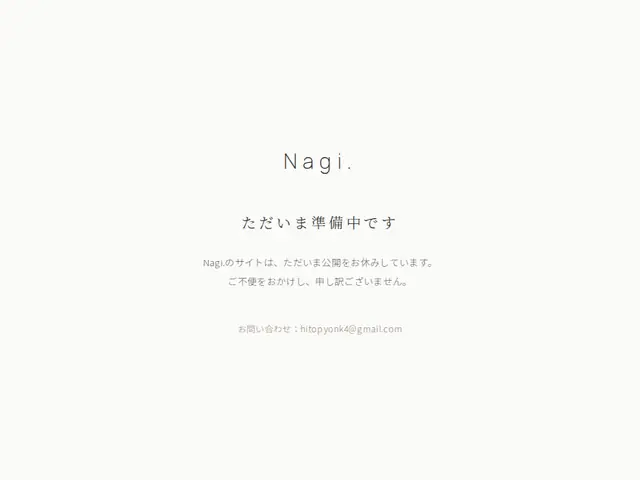 Nagi.
ただいま準備中です
Nagi.のサイトは、ただいま公開をお休みしています。
ご不便をおかけし、申し訳ございません。
お問い合わせ：hitopyonk4@gmail.com